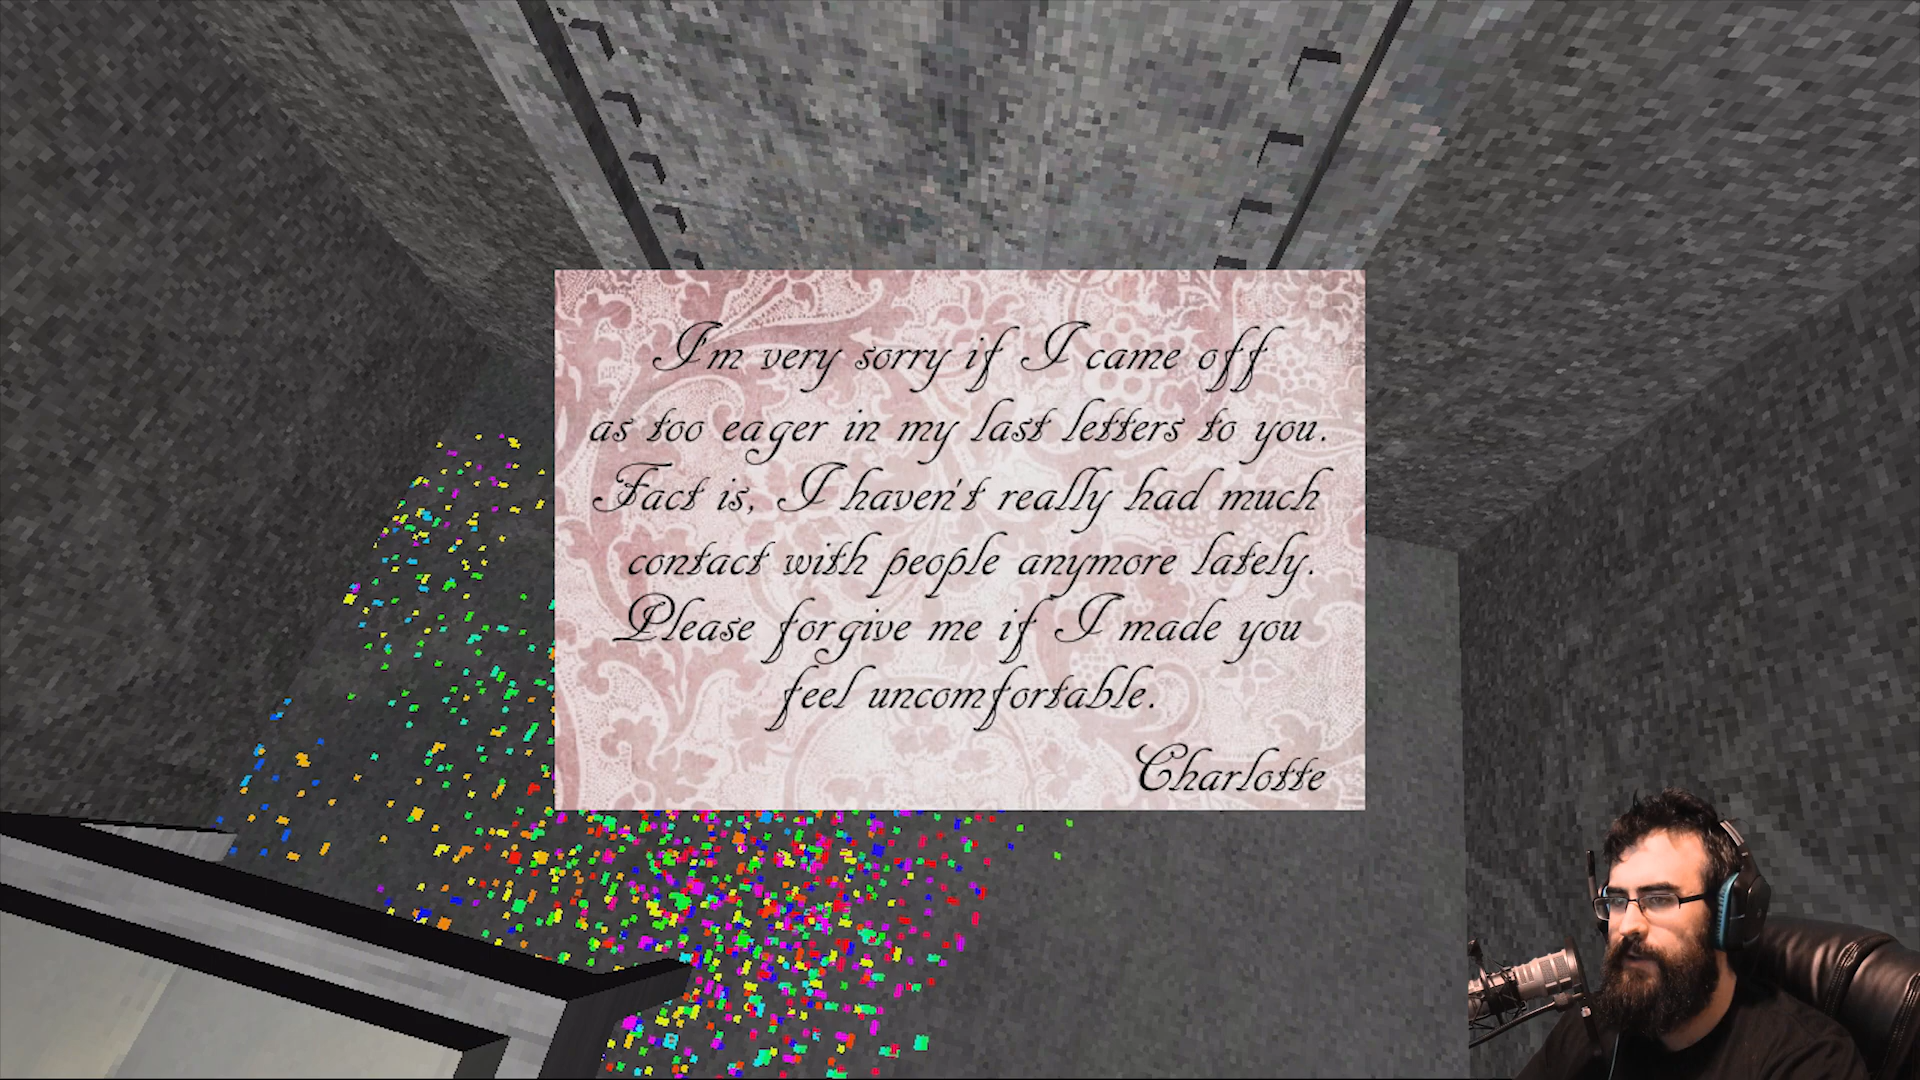 I'm very sorry if I came off
as too eager in my last letters to you.
Fact is, I haven't really had much
contact with people anymore lately.
Please forgive me if I made you
feel uncomfortable.
Charlotte